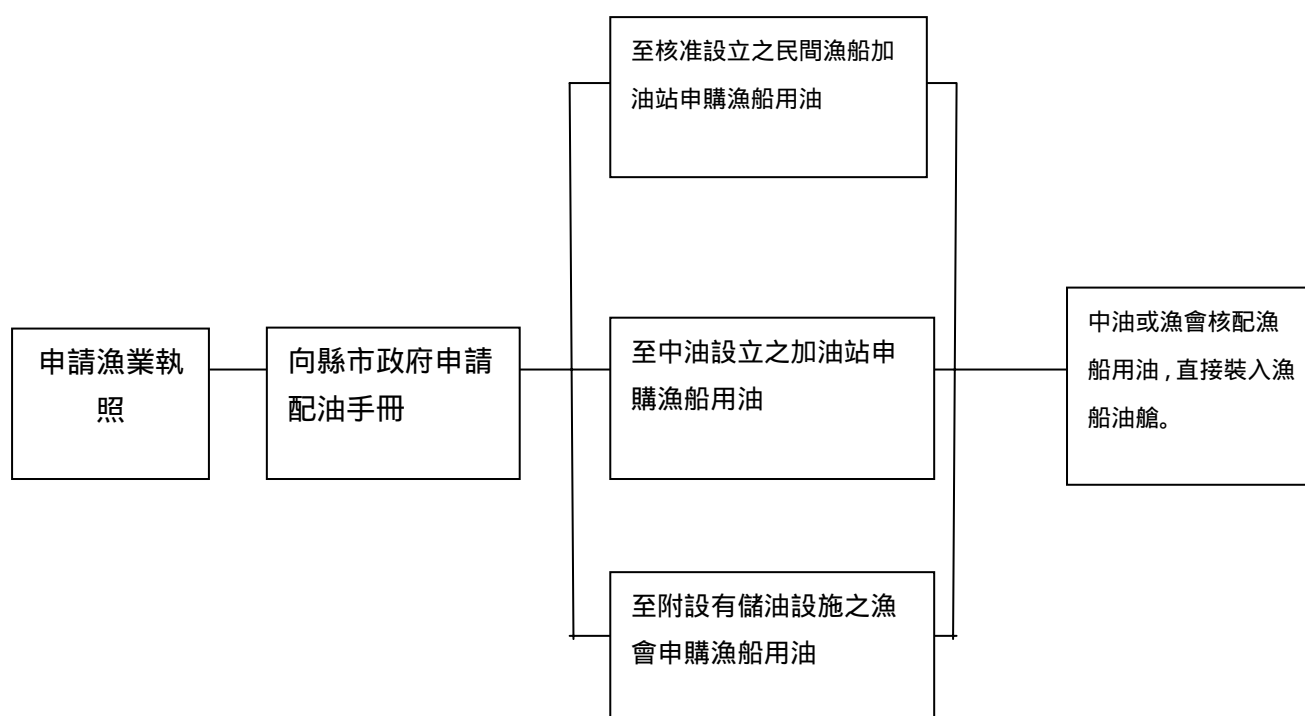 申請漁業執
照
向縣市政府申請
配油手冊
至核准設立之民間漁船加
油站申購漁船用油
至中油設立之加油站申
購漁船用油
至附設有儲油設施之漁
會申購漁船用油
中油或漁會核配漁
船用油,直接裝入漁
船油艙。